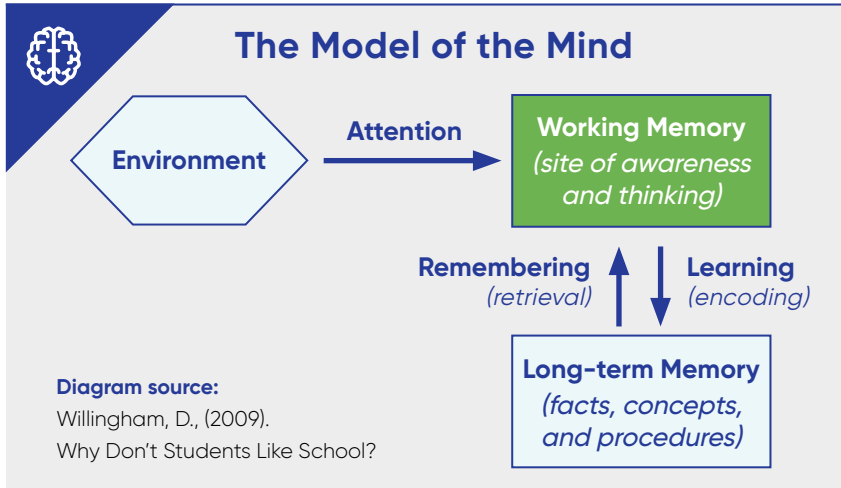 The Model of the Mind
Environment
Attention
Working Memory
(site of awareness
and thinking)
Remembering
(retrieval)
Learning
(encoding)
Long-term Memory
(facts, concepts,
and procedures)
Diagram source:
Willingham, D., (2009).
Why Don’t Students Like School?